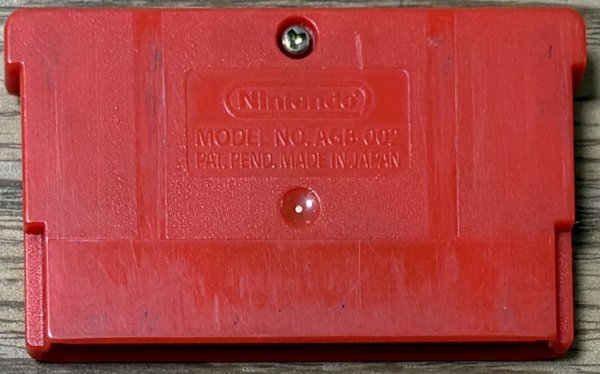 Nintendo
MODEL NO. AGB-002
PAT. PEND. MADE IN JAPAN